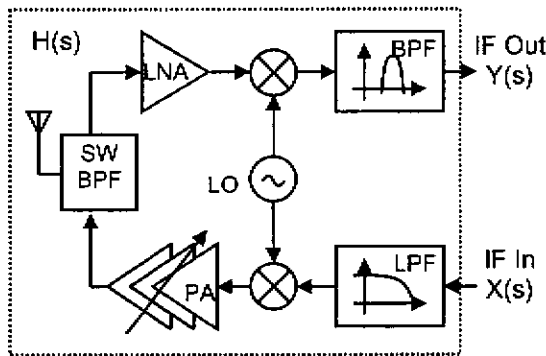 H(s)
LNA
BPF
IF Out
Y(s)
SW
BPF
LO
PA
LPF
IF In
X(s)